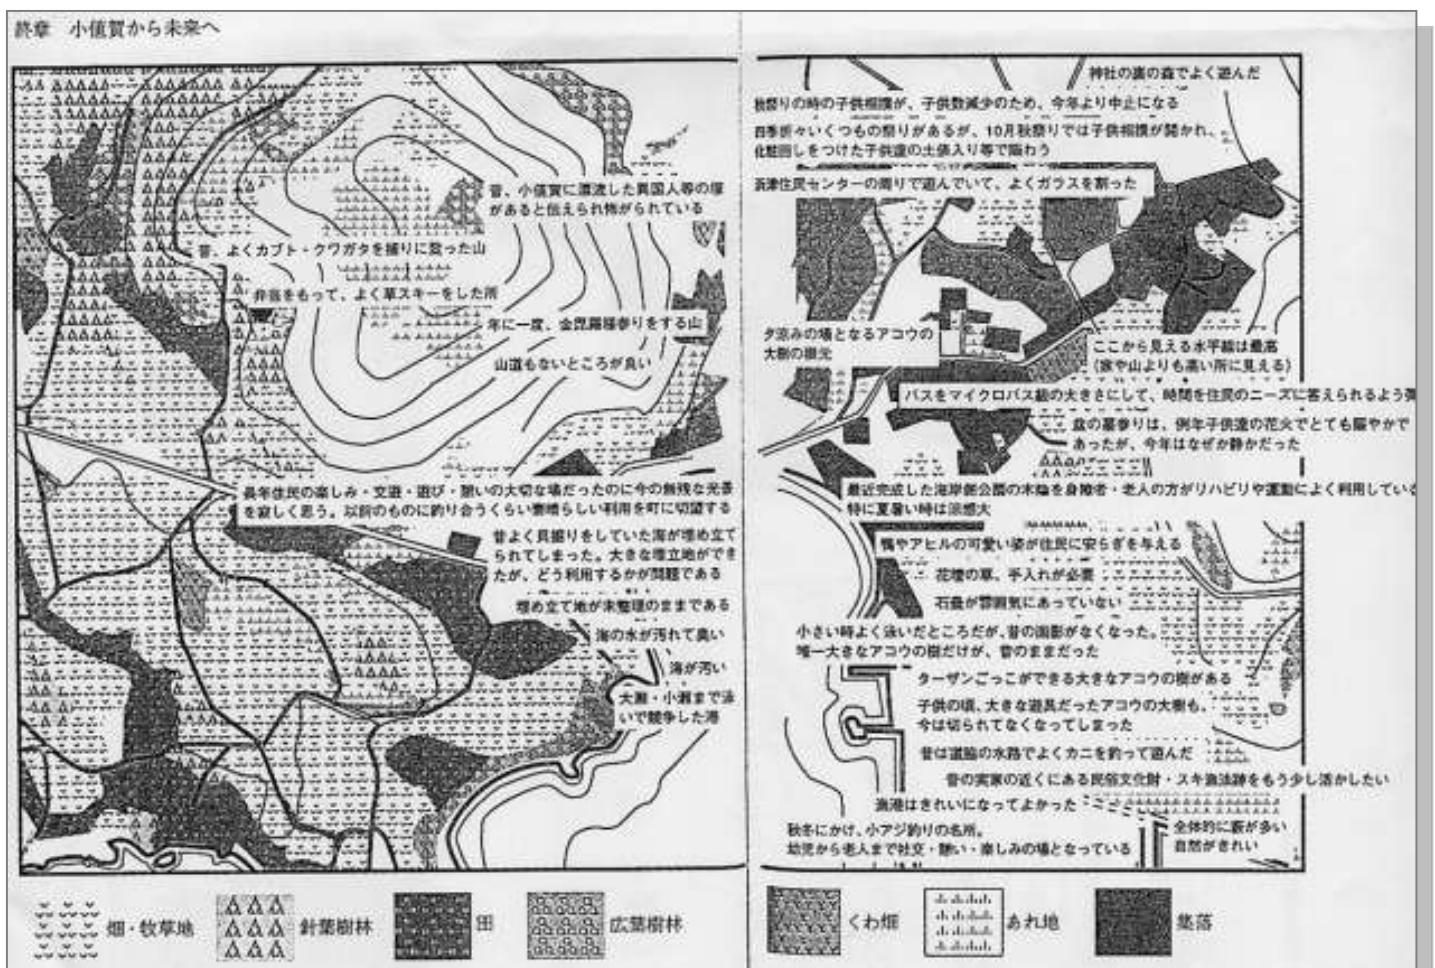 終章　小値賀から未来へ
昔、小値賀に漂流した異国人等の塚
があると伝えられ怖がられている
昔、よくカブト・クワガタを捕りに登った山
弁当をもって、よく草スキーをした所
年に一度、金毘羅様参りをする山
山道もないところが良い
長年住民の楽しみ・交遊・遊び・憩いの大切な場だったのに今の無残な光景
を寂しく思う。以前のものに釣り合うくらい素晴らしい利用を町に切望する
昔よく貝掘りをしていた海が埋め立て
られてしまった。大きな埋立地ができ
たが、どう利用するかが問題である
埋め立て地が未整理のままである
海の水が汚れて臭い
海が汚い
大瀬・小瀬まで泳
いで競争した港
神社の裏の森でよく遊んだ
秋祭りの時の子供相撲が、子供数減少のため、今年より中止になる
四季折々いくつもの祭りがあるが、10月秋祭りでは子供相撲が開かれ、
化粧回しをつけた子供達の土俵入り等で賑わう
浜津住民センターの周りで遊んでいて、よくガラスを割った
夕涼みの場となるアコウの
大樹の根元
ここから見える水平線は最高
(家や山よりも高い所に見える)
バスをマイクロバス級の大きさにして、時間を住民のニーズに答えられるよう
盆の墓参りは、例年子供達の花火でとても賑やかで
あったが、今年はなぜか静かだった
最近完成した海岸側公園の木陰を身障者・老人の方がリハビリや運動によく利用している
特に夏暑い時は涼感大
鴨やアヒルの可愛い姿が住民に安らぎを与える
花壇の草、手入れが必要
石畳が雰囲気にあっていない
小さい時よく泳いだところだが、昔の面影がなくなった。
唯一大きなアコウの樹だけが、昔のままだった
ターザンごっこができる大きなアコウの樹がある
子供の頃、大きな遊具だったアコウの大樹も、
今は切られてなくなってしまった
昔は道脇の水路でよくカニを釣って遊んだ
昔の実家の近くにある民俗文化財・スキ漁法跡をもう少し活かしたい
漁港はきれいになってよかった
秋冬にかけ、小アジ釣りの名所。
幼児から老人まで社交・憩い・楽しみの場となっている
全体的に藪が多い
自然がきれい
畑・牧草地
針葉樹林
田
広葉樹林
くわ畑
あれ地
集落